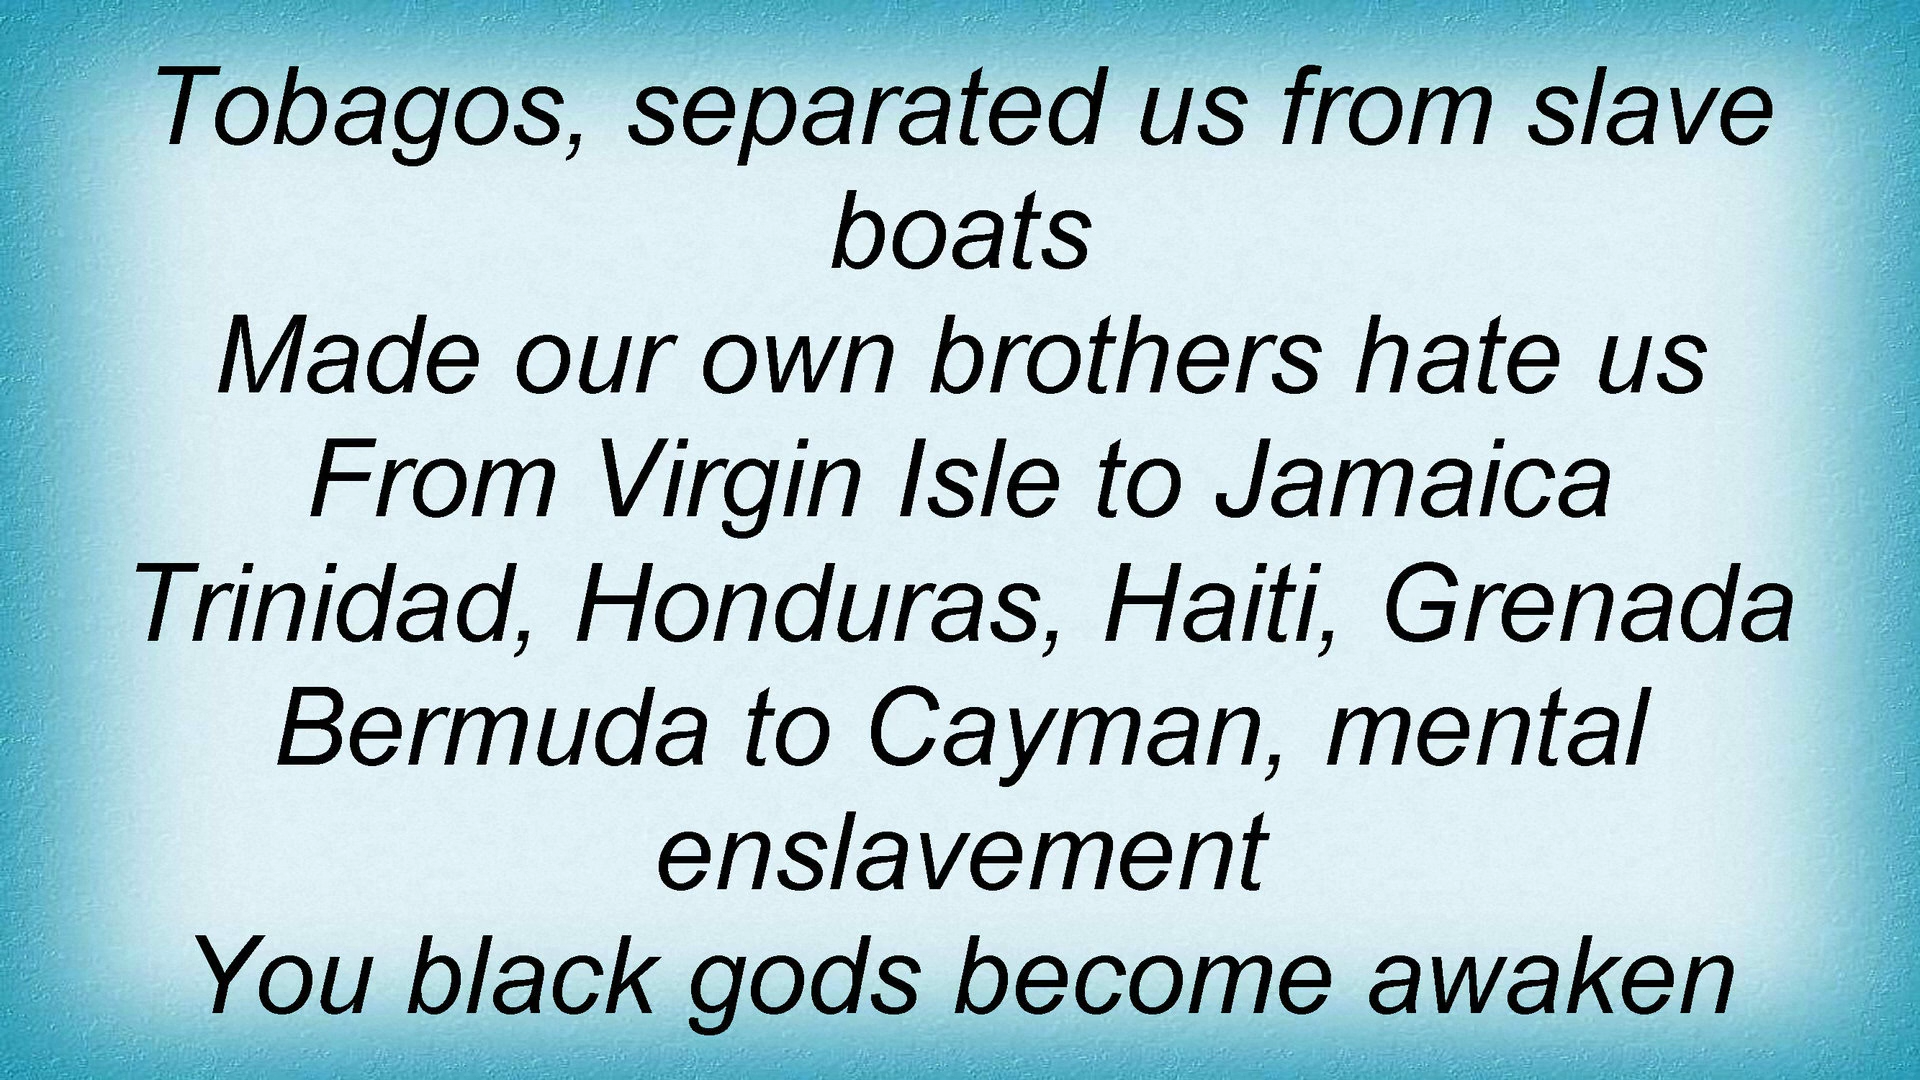 Tobagos, separated us from slave
boats
Made our own brothers hate us
From Virgin Isle to Jamaica
Trinidad, Honduras, Haiti, Grenada
Bermuda to Cayman, mental
enslavement
You black gods become awaken